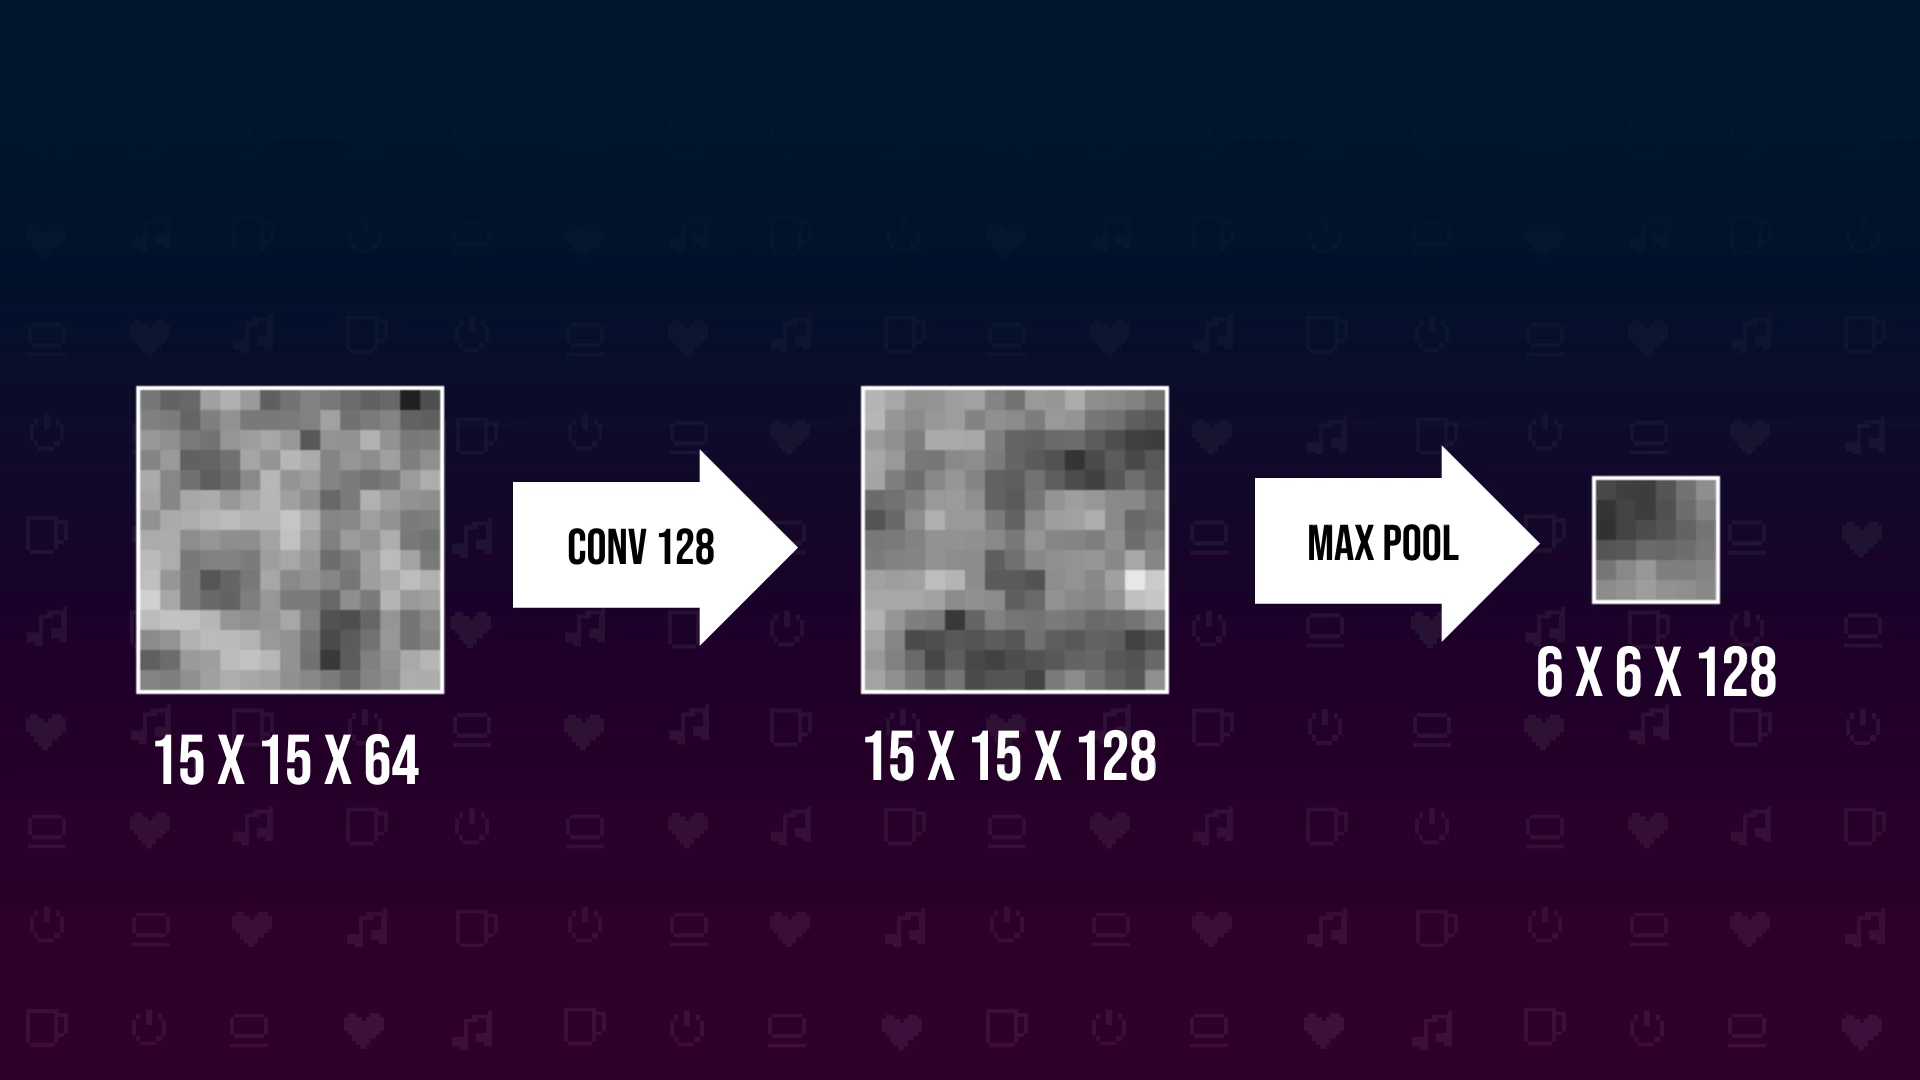 CONV 128
MAX POOL
15 X 15 X 64
15 X 15 X 128
6 X 6 X 128